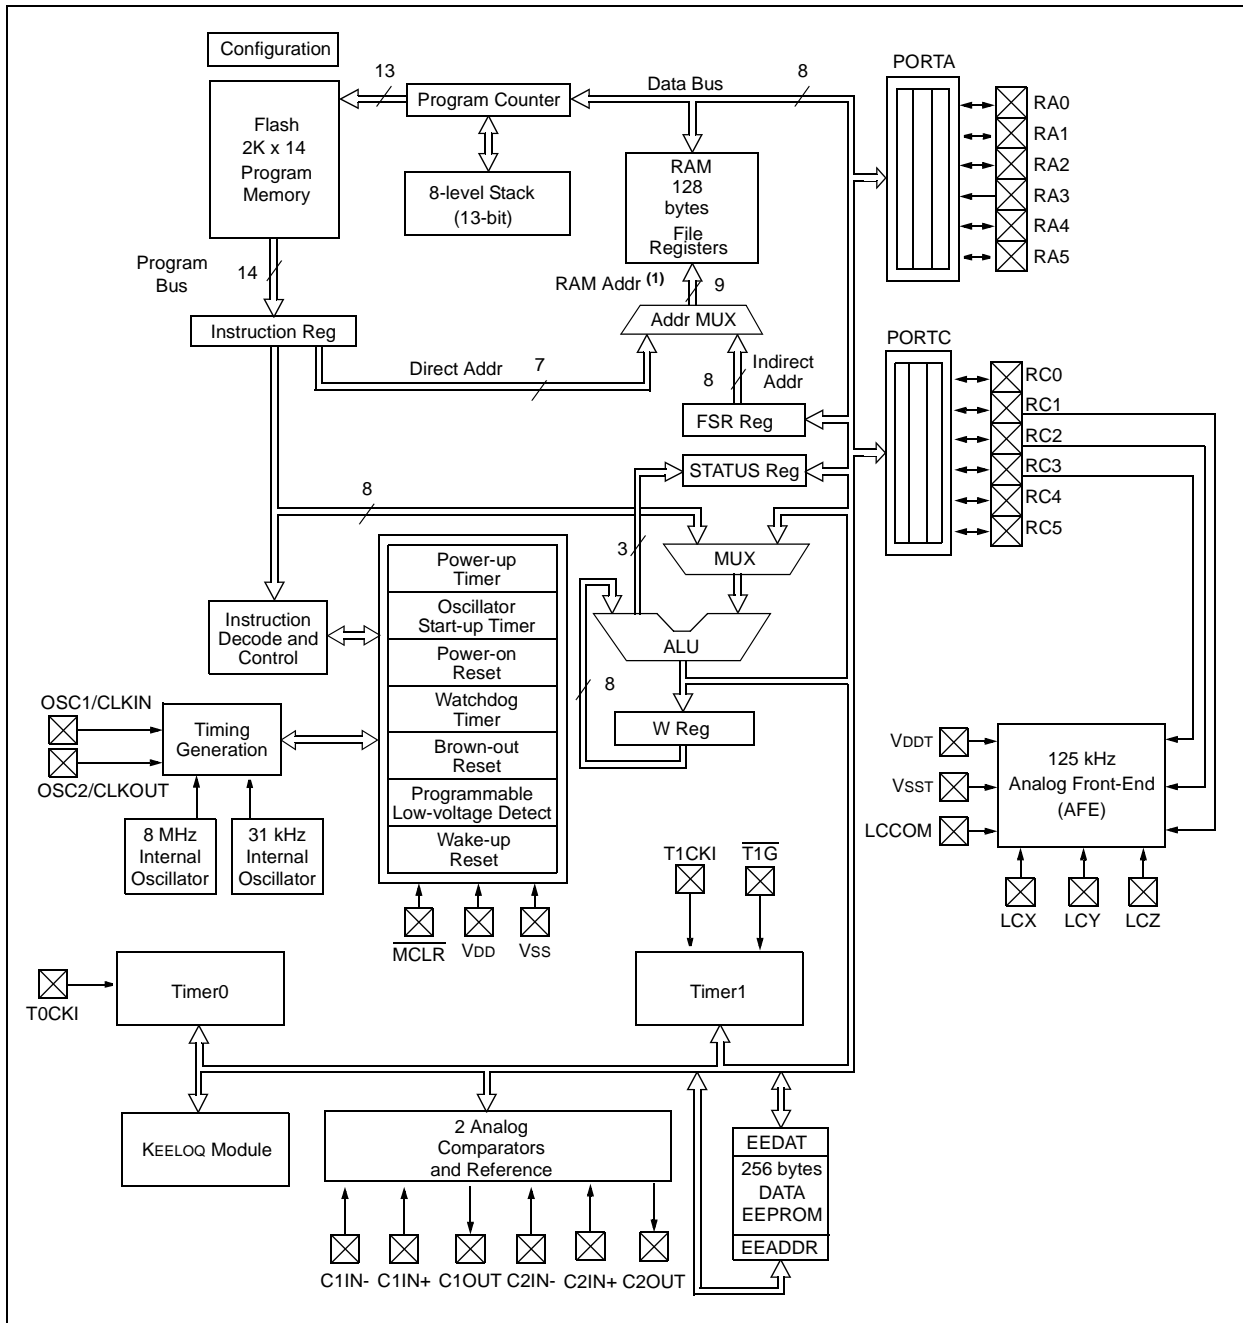 Configuration
13
Program Counter
Data Bus
8
PORTA
Flash
2K x 14
Program
Memory
8-level Stack
(13-bit)
RAM
128
bytes
File
Registers
RA0
RA1
RA2
RA3
RA4
RA5
Program
Bus
14
RAM Addr (1)
9
Instruction Reg
Addr MUX
Direct Addr
7
8
Indirect
Addr
FSR Reg
STATUS Reg
PORTC
RC0
RC1
RC2
RC3
RC4
RC5
8
3
MUX
Power-up
Timer
Oscillator
Start-up Timer
Power-on
Reset
Watchdog
Timer
Brown-out
Reset
Programmable
Low-voltage Detect
Wake-up
Reset
Instruction
Decode and
Control
ALU
8
W Reg
OSC1/CLKIN
OSC2/CLKOUT
Timing
Generation
8 MHz
Internal
Oscillator
31 kHz
Internal
Oscillator
VDDT
VSST
LCCOM
125 kHz
Analog Front-End
(AFE)
LCX
LCY
LCZ
MCLR
VDD
VSS
T1CKI
T1G
T0CKI
Timer0
Timer1
KEELOQ Module
2 Analog
Comparators
and Reference
EEDAT
256 bytes
DATA
EEPROM
EEADDR
C1IN-
C1IN+
C1OUT
C2IN-
C2IN+
C2OUT